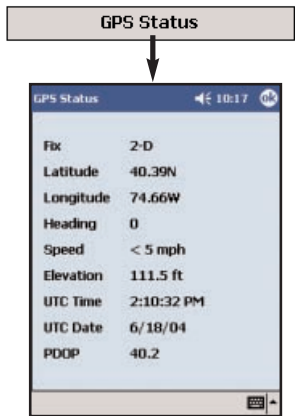 GPS Status
GPS Status 10:17 ok
Fix 2-D
Latitude 40.39N
Longitude 74.66W
Heading 0
Speed < 5 mph
Elevation 111.5 ft
UTC Time 2:10:32 PM
UTC Date 6/18/04
PDOP 40.2